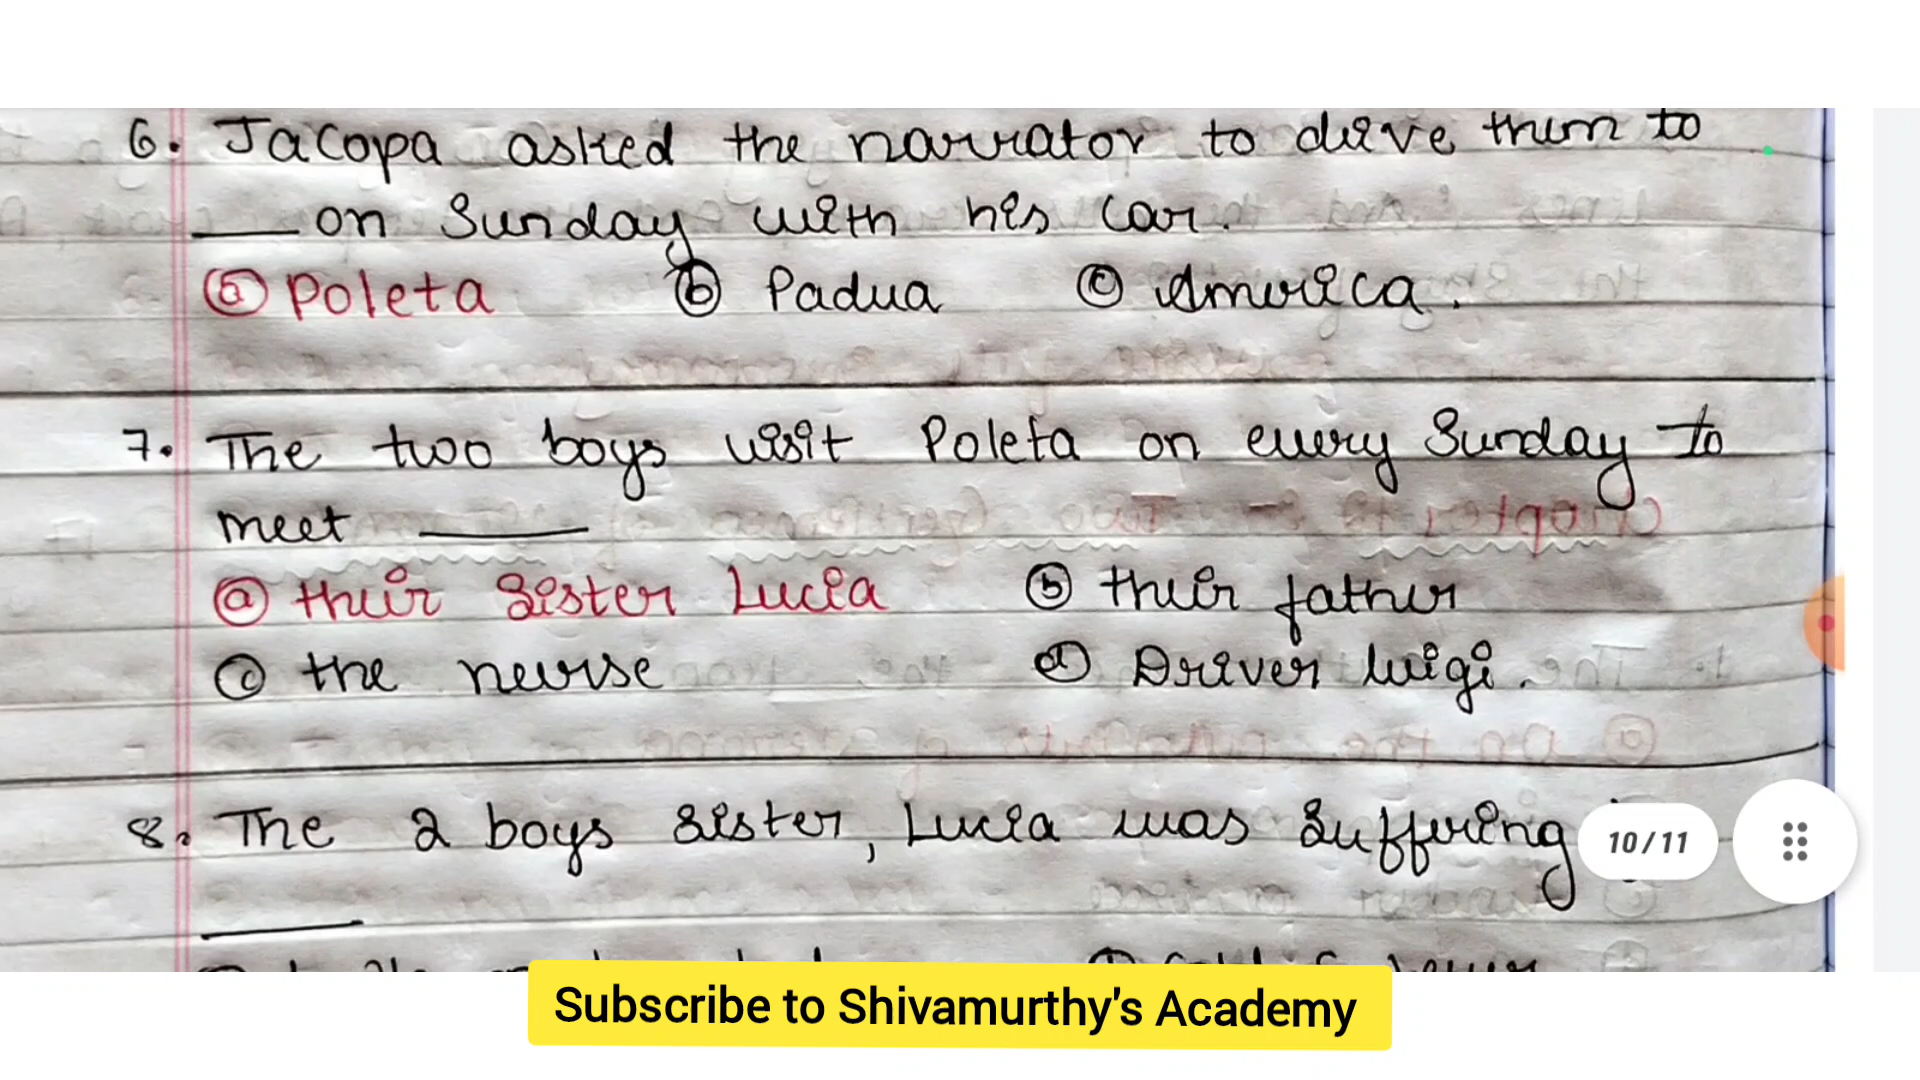 6. Jacopa asked the narrator to drive them to
___ on Sunday with his car.
ⓐ Poleta ⓑ Padua ⓒ America.
7. The two boys visit Poleta on every Sunday to
meet ___
ⓐ their sister Lucia ⓑ their father
ⓒ the neurse ⓓ Driver luigi.
8. The 2 boys sister, Lucia was suffering
10/11
Subscribe to Shivamurthy's Academy